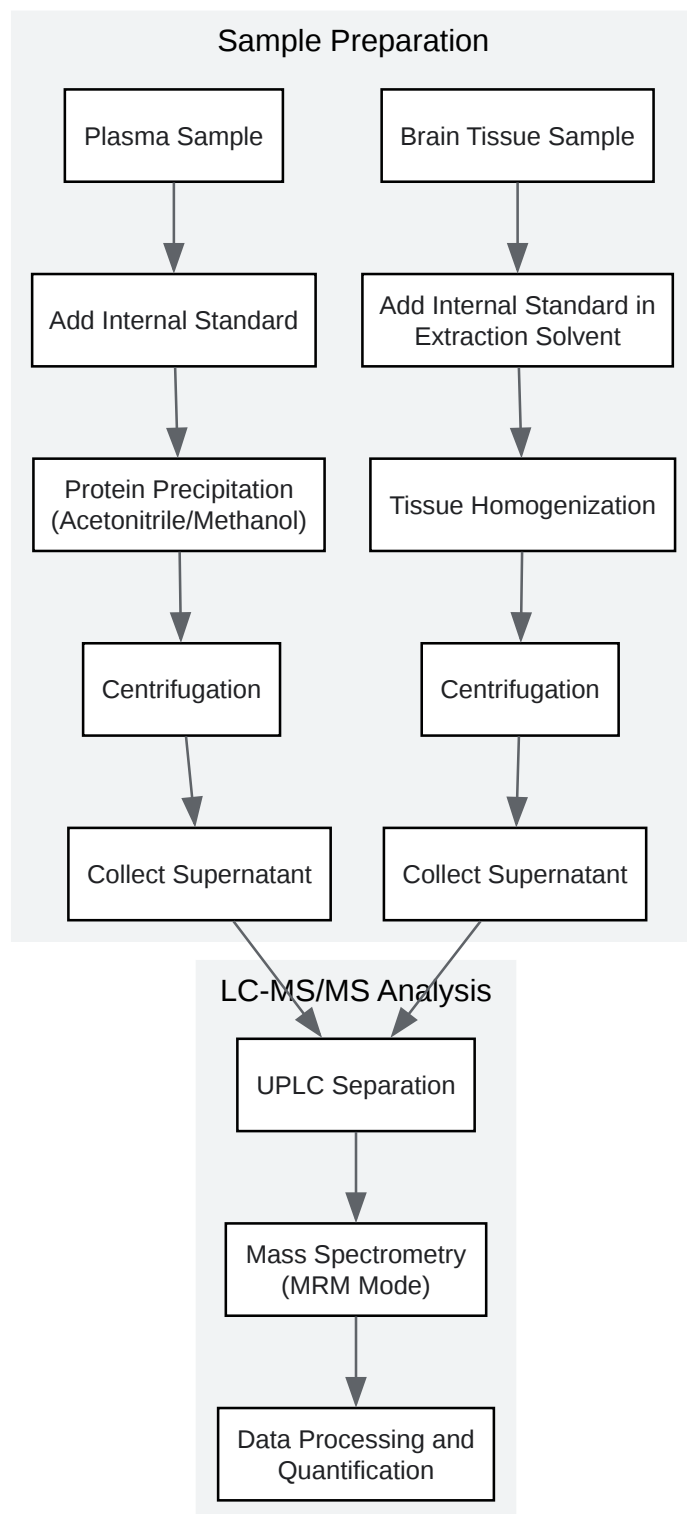 Sample Preparation
Plasma Sample
Brain Tissue Sample
Add Internal Standard
Add Internal Standard in
Extraction Solvent
Protein Precipitation
(Acetonitrile/Methanol)
Tissue Homogenization
Centrifugation
Centrifugation
Collect Supernatant
Collect Supernatant
LC-MS/MS Analysis
UPLC Separation
Mass Spectrometry
(MRM Mode)
Data Processing and
Quantification